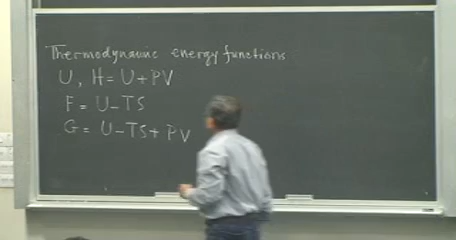 Thermodynamic energy functions
U, H = U + PV
F = U - TS
G = U - TS + PV